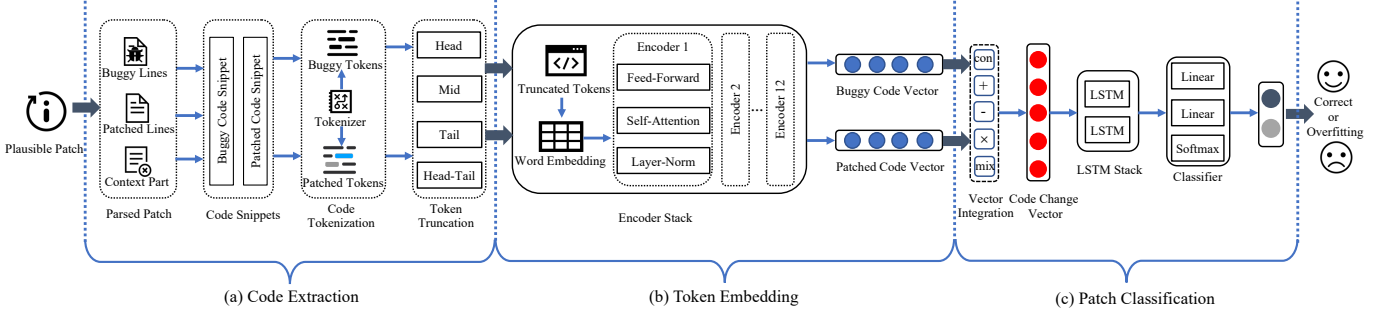 Plausible Patch
Buggy Lines
Patched Lines
Context Part
Parsed Patch
Buggy Code Snippet
Patched Code Snippet
Code Snippets
Buggy Tokens
Tokenizer
Patched Tokens
Code
Tokenization
Head
Mid
Tail
Head-Tail
Token
Truncation
(a) Code Extraction
Truncated Tokens
Word Embedding
Encoder 1
Feed-Forward
Self-Attention
Layer-Norm
Encoder 2
...
Encoder 12
Encoder Stack
Buggy Code Vector
Patched Code Vector
(b) Token Embedding
con
+
-
×
mix
Vector
Integration
Code Change
Vector
LSTM
LSTM
LSTM Stack
Linear
Linear
Softmax
Classifier
Correct
or
Overfitting
(c) Patch Classification